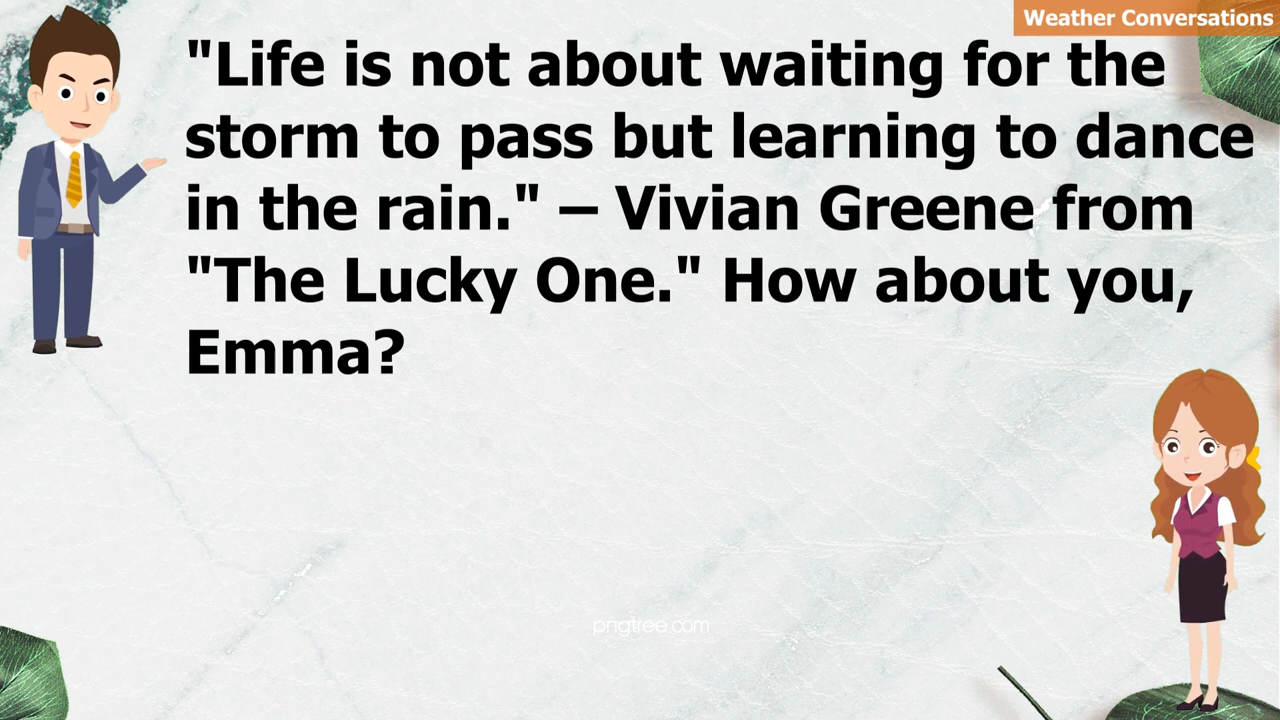 Weather Conversations
"Life is not about waiting for the
storm to pass but learning to dance
in the rain." – Vivian Greene from
"The Lucky One." How about you,
Emma?
pngtree.com